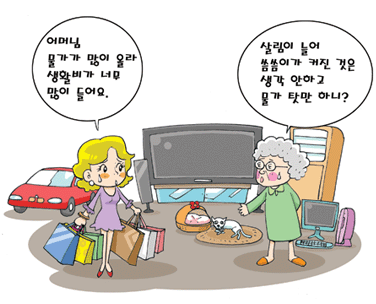 어머님
물가가 많이 올라
생활비가 너무
많이 들어요.
살림이 늘어
씀씀이가 커진 것은
생각 안하고
물가 탓만 하니?